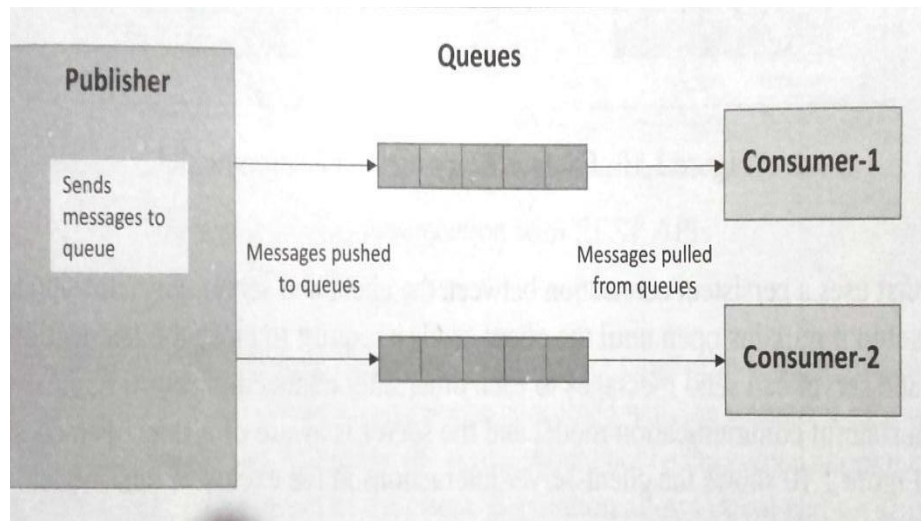 Publisher
Queues
Sends
messages to
queue
Consumer-1
Messages pushed
to queues
Messages pulled
from queues
Consumer-2